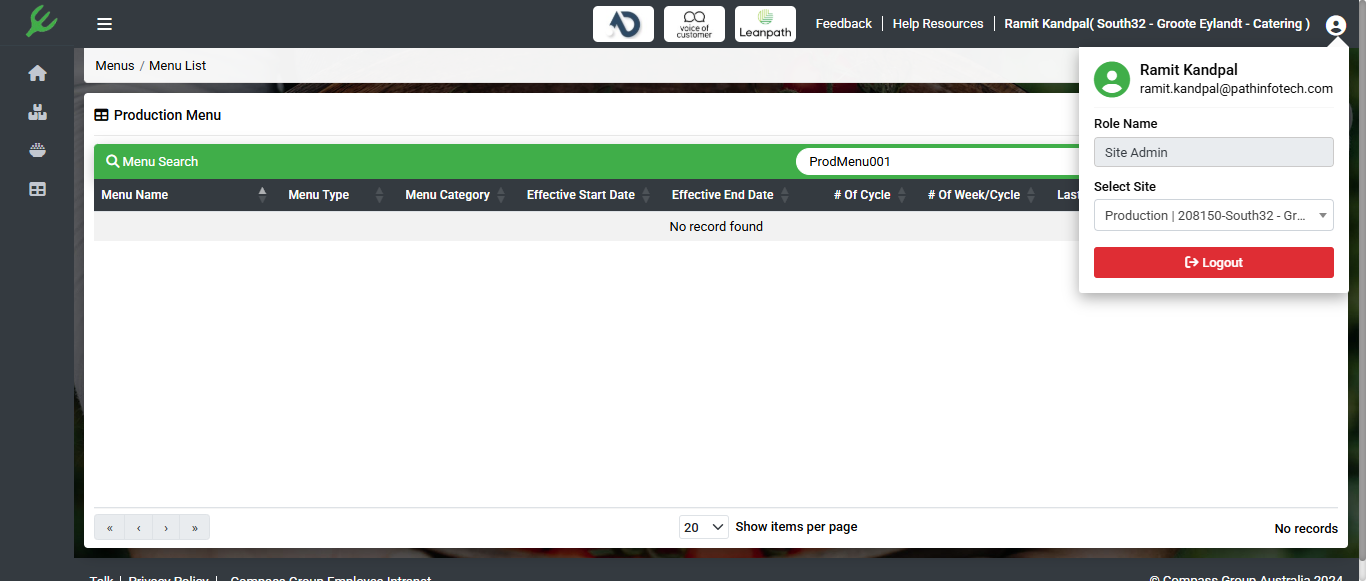 voice of
customer
Leanpath
Feedback
Help Resources
Ramit Kandpal( South32 - Groote Eylandt - Catering )
Menus / Menu List
Ramit Kandpal
ramit.kandpal@pathinfotech.com
Role Name
Site Admin
Select Site
Production | 208150-South32 - Gr...
Logout
Production Menu
Menu Search
ProdMenu001
Menu Name Menu Type Menu Category Effective Start Date Effective End Date # Of Cycle # Of Week/Cycle Last
No record found
« ‹ › »
20 Show items per page
No records
Talk | Privacy Policy | Compass Group Employee Intranet
© Compass Group Australia 2024